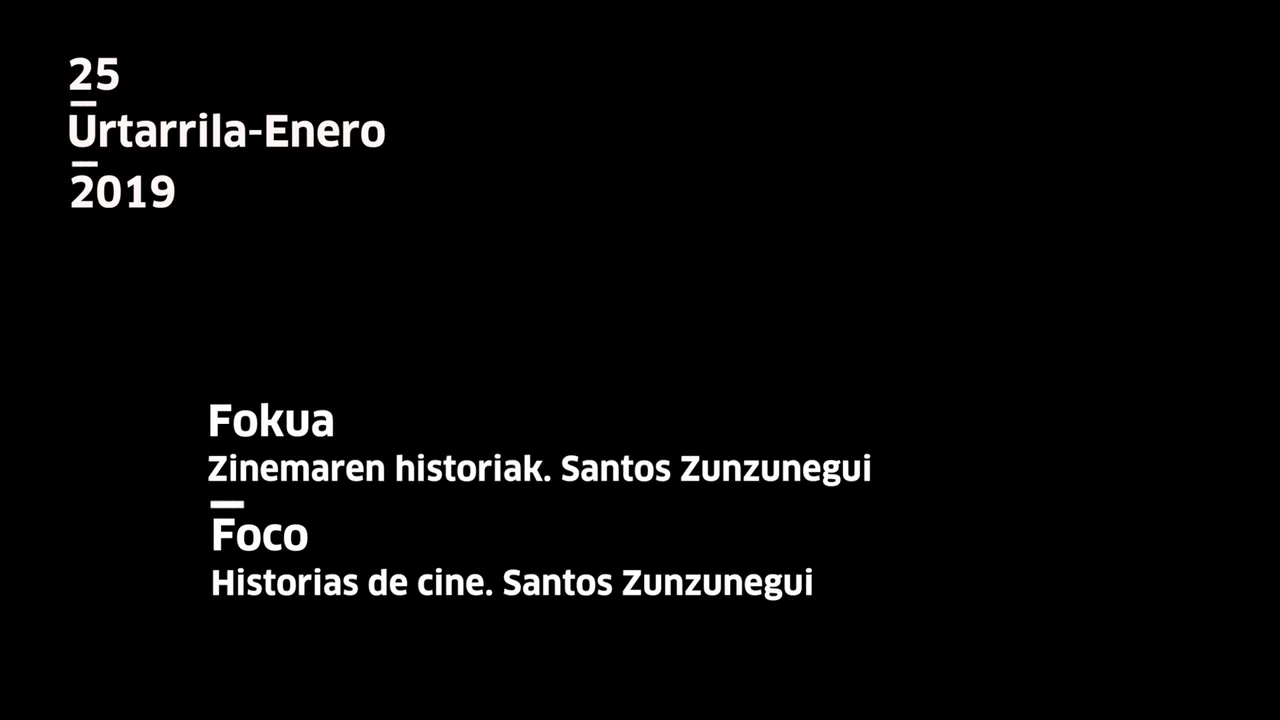 25
Urtarrila-Enero
2019
Fokua
Zinemaren historiak. Santos Zunzunegui
Foco
Historias de cine. Santos Zunzunegui